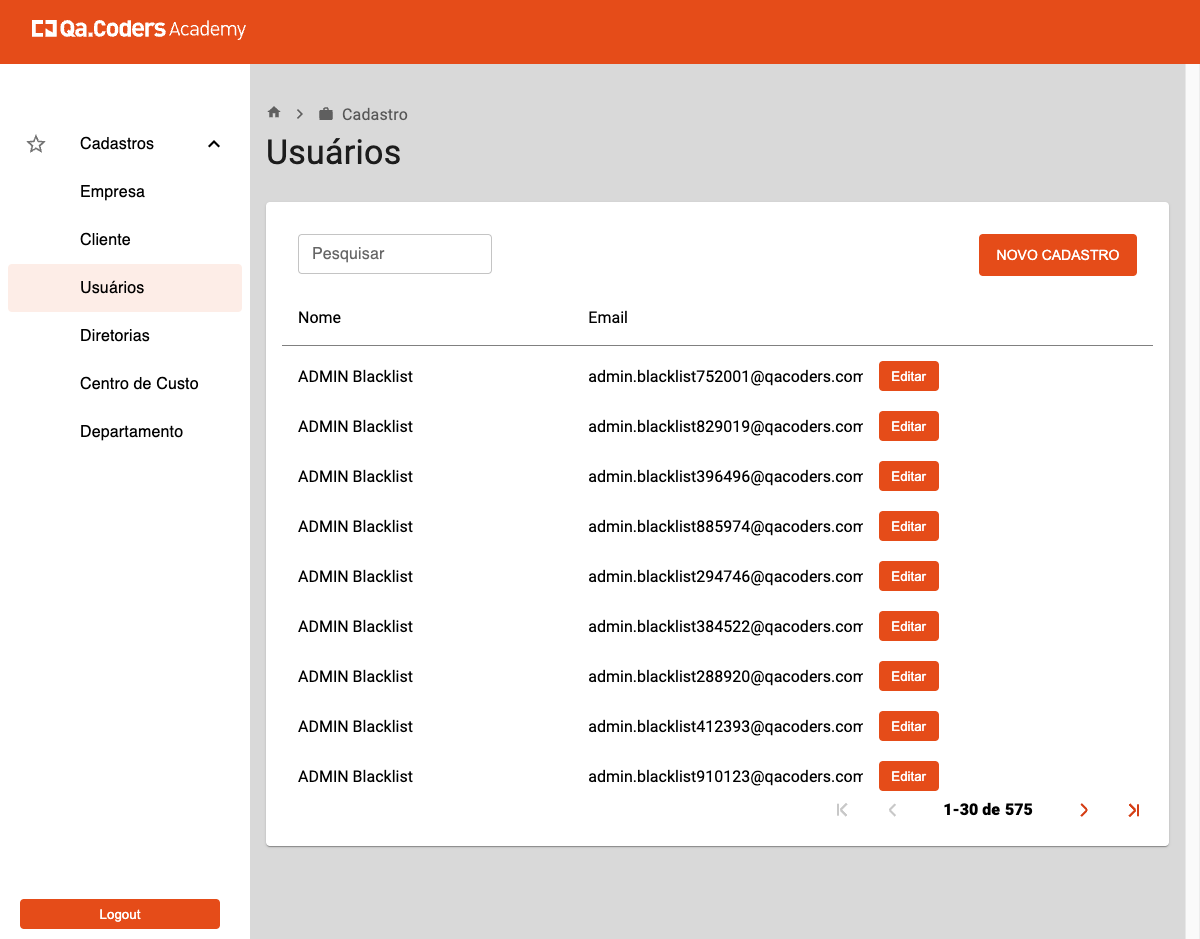 Qa.Coders Academy
Cadastro
Usuários
Cadastros
Empresa
Cliente
Usuários
Diretorias
Centro de Custo
Departamento
Logout
Pesquisar
NOVO CADASTRO
Nome Email
ADMIN Blacklist admin.blacklist752001@qacoders.com Editar
ADMIN Blacklist admin.blacklist829019@qacoders.com Editar
ADMIN Blacklist admin.blacklist396496@qacoders.com Editar
ADMIN Blacklist admin.blacklist885974@qacoders.com Editar
ADMIN Blacklist admin.blacklist294746@qacoders.com Editar
ADMIN Blacklist admin.blacklist384522@qacoders.com Editar
ADMIN Blacklist admin.blacklist288920@qacoders.com Editar
ADMIN Blacklist admin.blacklist412393@qacoders.com Editar
ADMIN Blacklist admin.blacklist910123@qacoders.com Editar
1-30 de 575